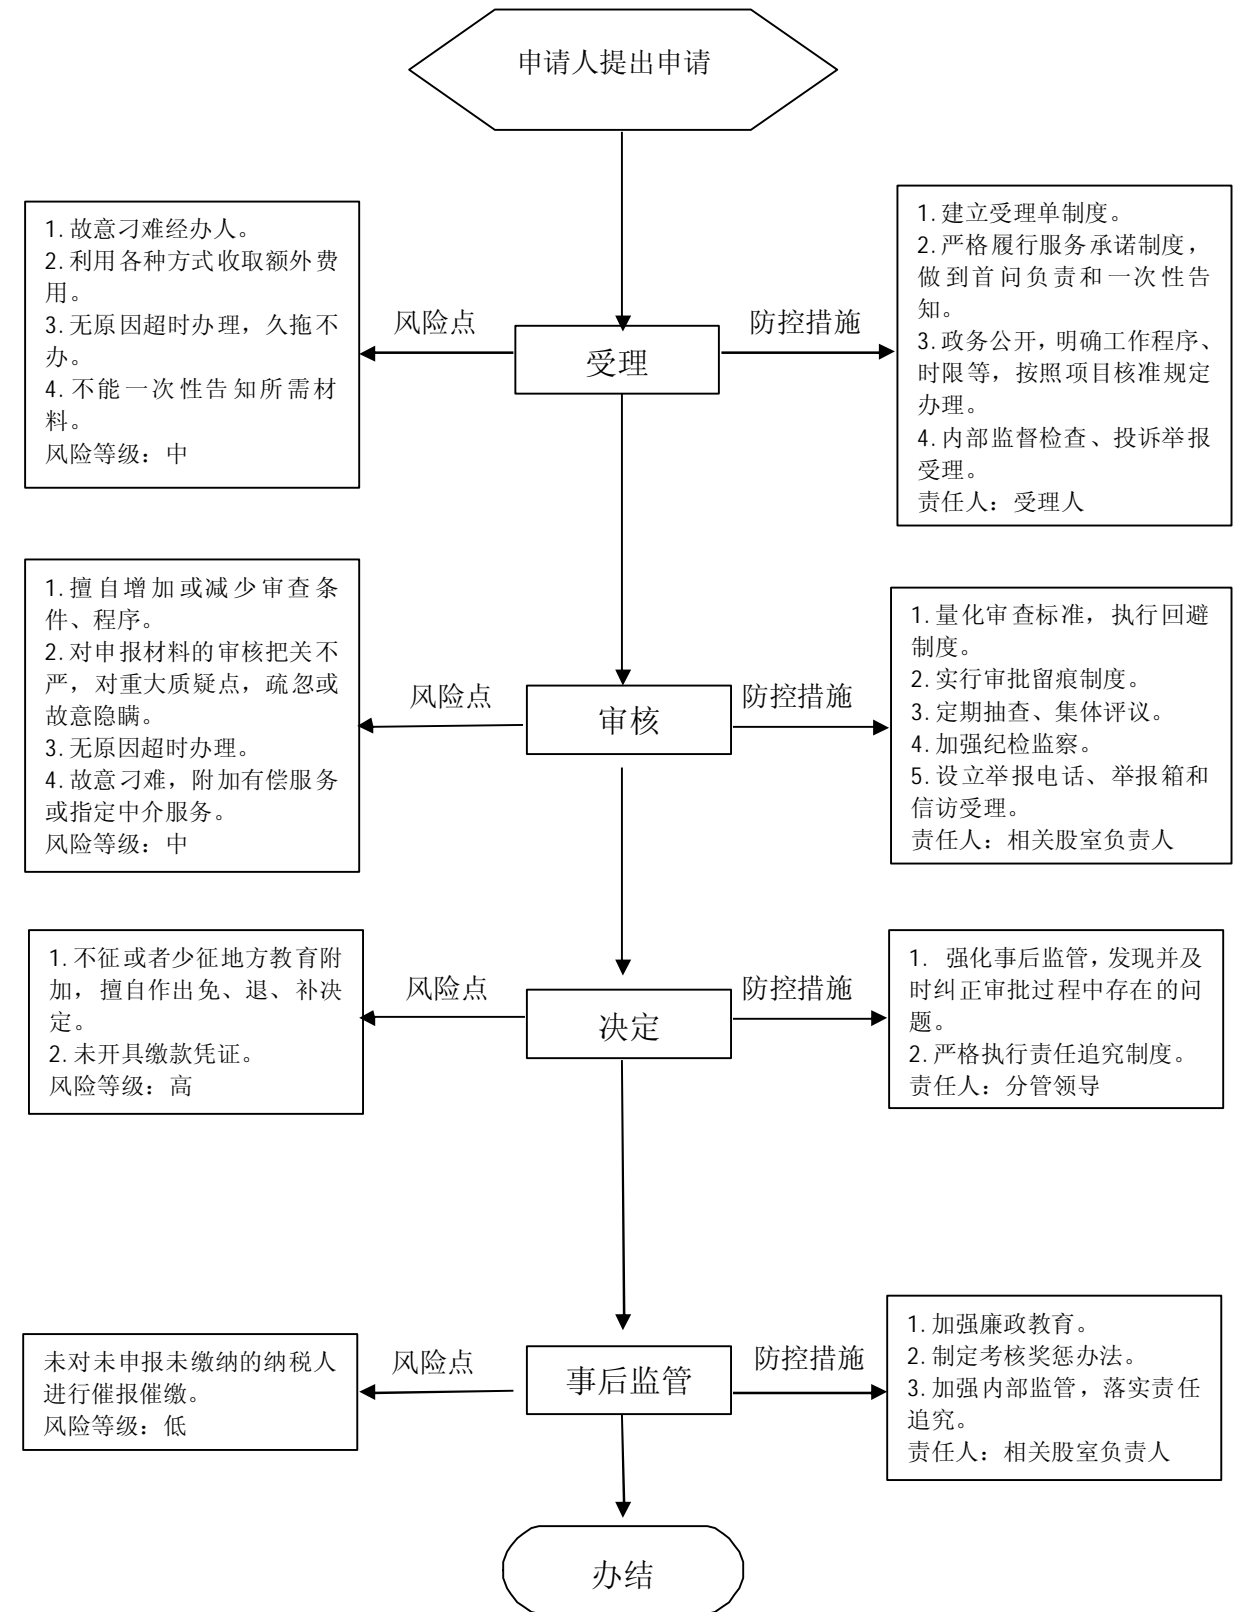 申请人提出申请
1.故意刁难经办人。
2.利用各种方式收取额外费
用。
3.无原因超时办理，久拖不
办。
4.不能一次性告知所需材
料。
风险等级：中
风险点
受理
防控措施
1.建立受理单制度。
2.严格履行服务承诺制度，
做到首问负责和一次性告
知。
3.政务公开，明确工作程序、
时限等，按照项目核准规定
办理。
4.内部监督检查、投诉举报
受理。
责任人：受理人
1.擅自增加或减少审查条
件、程序。
2.对申报材料的审核把关不
严，对重大质疑点，疏忽或
故意隐瞒。
3.无原因超时办理。
4.故意刁难，附加有偿服务
或指定中介服务。
风险等级：中
风险点
审核
防控措施
1.量化审查标准，执行回避
制度。
2.实行审批留痕制度。
3.定期抽查、集体评议。
4.加强纪检监察。
5.设立举报电话、举报箱和
信访受理。
责任人：相关股室负责人
1.不征或者少征地方教育附
加，擅自作出免、退、补决
定。
2.未开具缴款凭证。
风险等级：高
风险点
决定
防控措施
1. 强化事后监管，发现并及
时纠正审批过程中存在的问
题。
2.严格执行责任追究制度。
责任人：分管领导
未对未申报未缴纳的纳税人
进行催报催缴。
风险等级：低
风险点
事后监管
防控措施
1.加强廉政教育。
2.制定考核奖惩办法。
3.加强内部监管，落实责任
追究。
责任人：相关股室负责人
办结